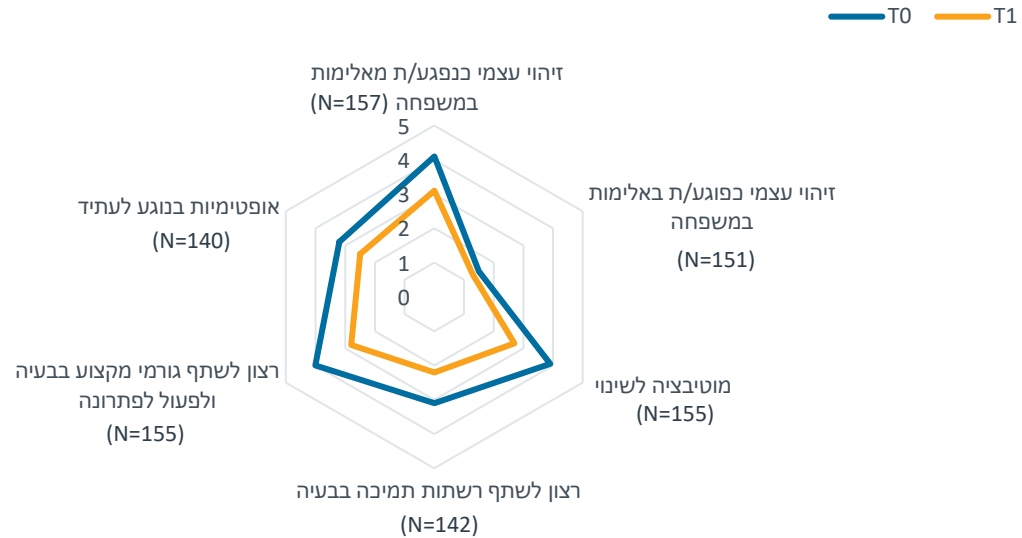 T0
T1
זיהוי עצמי כנפגע/ת מאלימות
במשפחה (N=157)
5
4
3
2
1
0
זיהוי עצמי כפוגע/ת באלימות
במשפחה
(N=151)
מוטיבציה לשינוי
(N=155)
רצון לשתף רשתות תמיכה בבעיה
(N=142)
רצון לשתף גורמי מקצוע בבעיה
ולפעול לפתרונה
(N=155)
אופטימיות בנוגע לעתיד
(N=140)